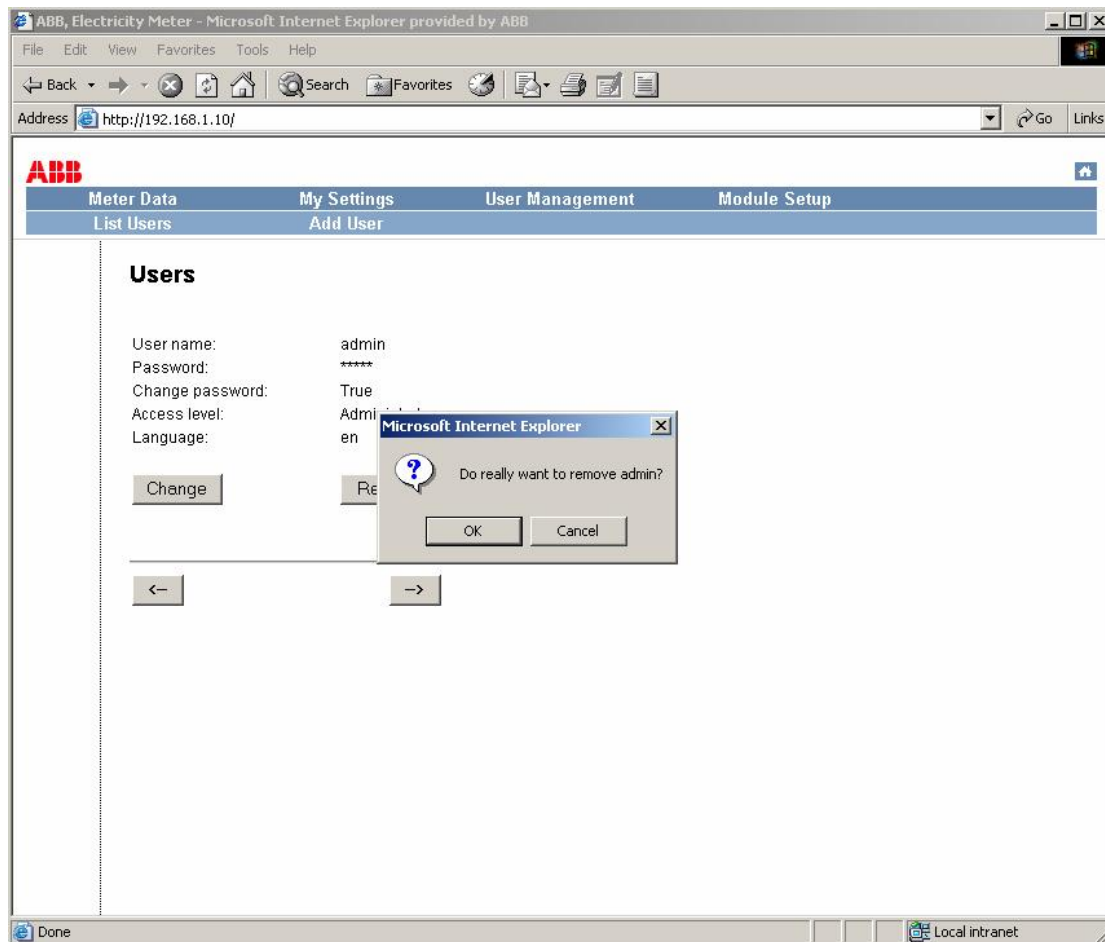 ABB, Electricity Meter - Microsoft Internet Explorer provided by ABB
File Edit View Favorites Tools Help
Back Search Favorites
Address http://192.168.1.10/ Go Links
ABB
Meter Data My Settings User Management Module Setup
List Users Add User
Users
User name: admin
Password: *****
Change password: True
Access level:
Language: en
Microsoft Internet Explorer
Do really want to remove admin?
OK Cancel
Change
<-- -->
Done Local intranet